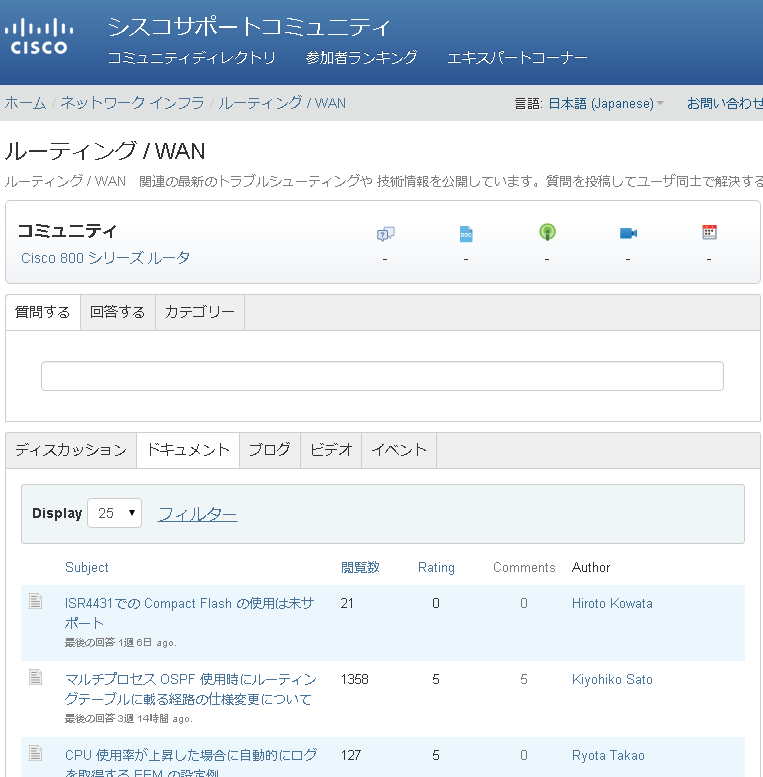 CISCO
シスコサポートコミュニティ
コミュニティディレクトリ 参加者ランキング エキスパートコーナー
ホーム / ネットワーク インフラ / ルーティング / WAN 言語: 日本語 (Japanese) お問い合わせ
ルーティング / WAN
ルーティング / WAN 関連の最新のトラブルシューティングや 技術情報を公開しています。質問を投稿してユーザ同士で解決する
コミュニティ
DOC
Cisco 800 シリーズ ルータ - - - - -
質問する 回答する カテゴリー
ディスカッション ドキュメント ブログ ビデオ イベント
Display 25 フィルター
Subject 閲覧数 Rating Comments Author
ISR4431での Compact Flash の使用は未サ 21 0 0 Hiroto Kowata
ポート
最後の回答 1週 6日 ago.
マルチプロセス OSPF 使用時にルーティン 1358 5 5 Kiyohiko Sato
グテーブルに載る経路の仕様変更について
最後の回答 3週 14時間 ago.
CPU 使用率が上昇した場合に自動的にログ 127 5 0 Ryota Takao
を取得する EEM の設定例